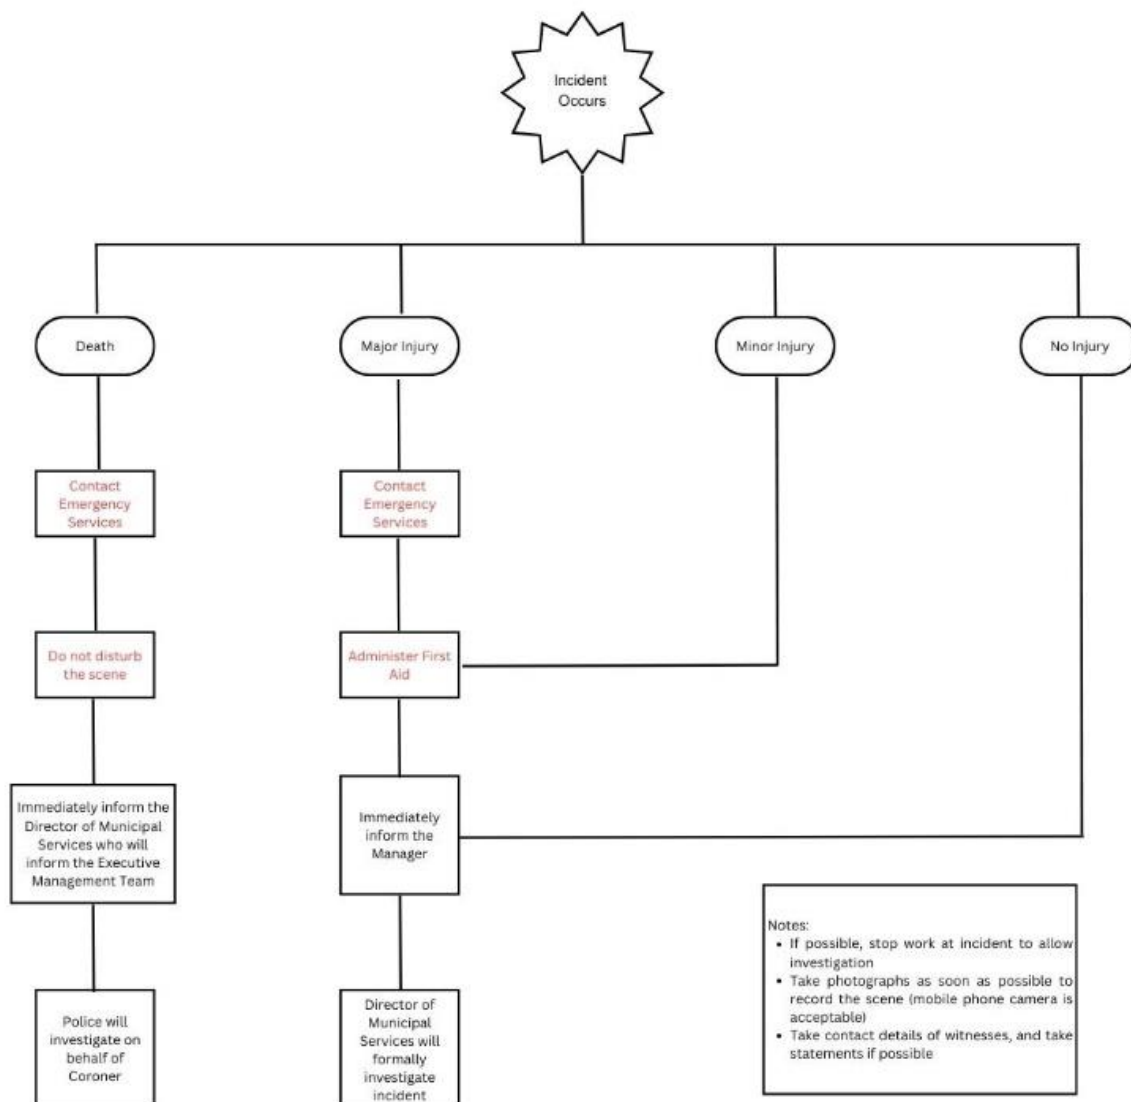 Incident
Occurs
Death
Major Injury
Minor Injury
No Injury
Contact
Emergency
Services
Contact
Emergency
Services
Do not disturb
the scene
Administer First
Aid
Immediately inform the
Director of Municipal
Services who will
inform the Executive
Management Team
Immediately
inform the
Manager
Notes:
• If possible, stop work at incident to allow
investigation
• Take photographs as soon as possible to
record the scene (mobile phone camera is
acceptable)
• Take contact details of witnesses, and take
statements if possible
Police will
investigate on
behalf of
Coroner
Director of
Municipal
Services will
formally
investigate
incident